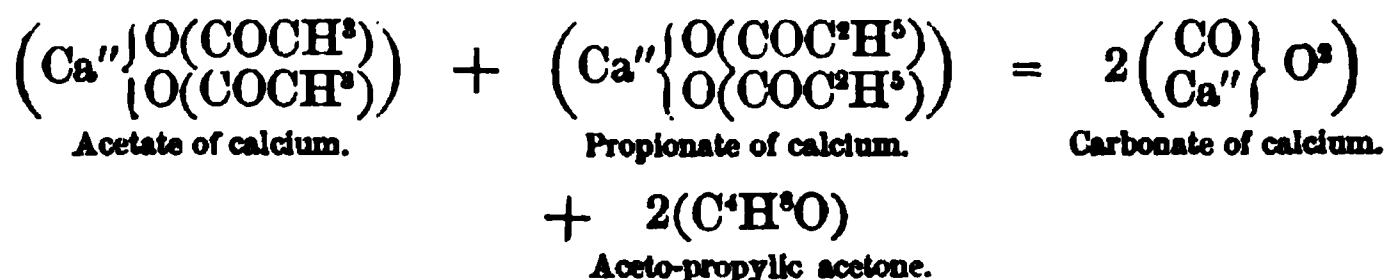 (Ca″{O(COCH³) O(COCH³)) + (Ca″{O(COC²H⁵) O(COC²H⁵)) = 2(CO Ca″} O²)
Acetate of calcium. Propionate of calcium. Carbonate of calcium.
+ 2(C⁴H⁸O)
Aceto-propylic acetone.